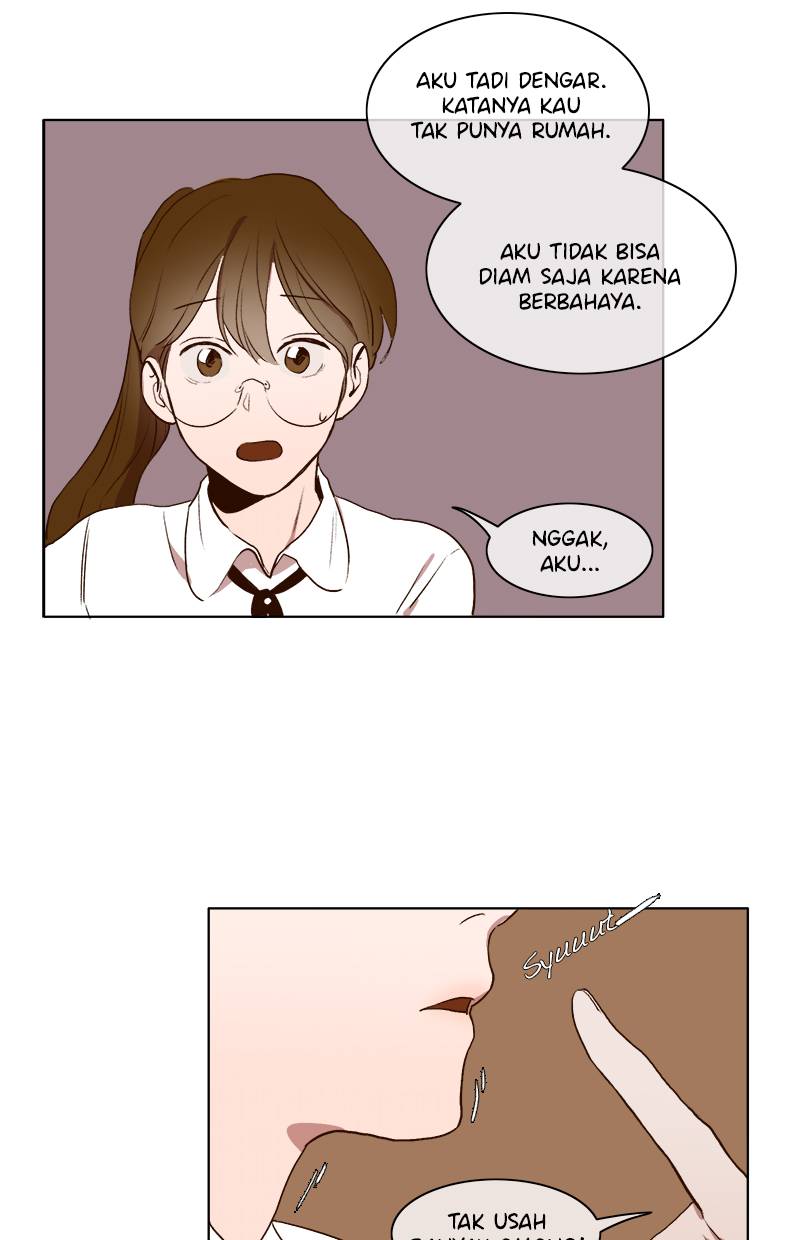 AKU TADI DENGAR.
KATANYA KAU
TAK PUNYA RUMAH.
AKU TIDAK BISA
DIAM SAJA KARENA
BERBAHAYA.
NGGAK,
AKU...
Syuuut
TAK USAH